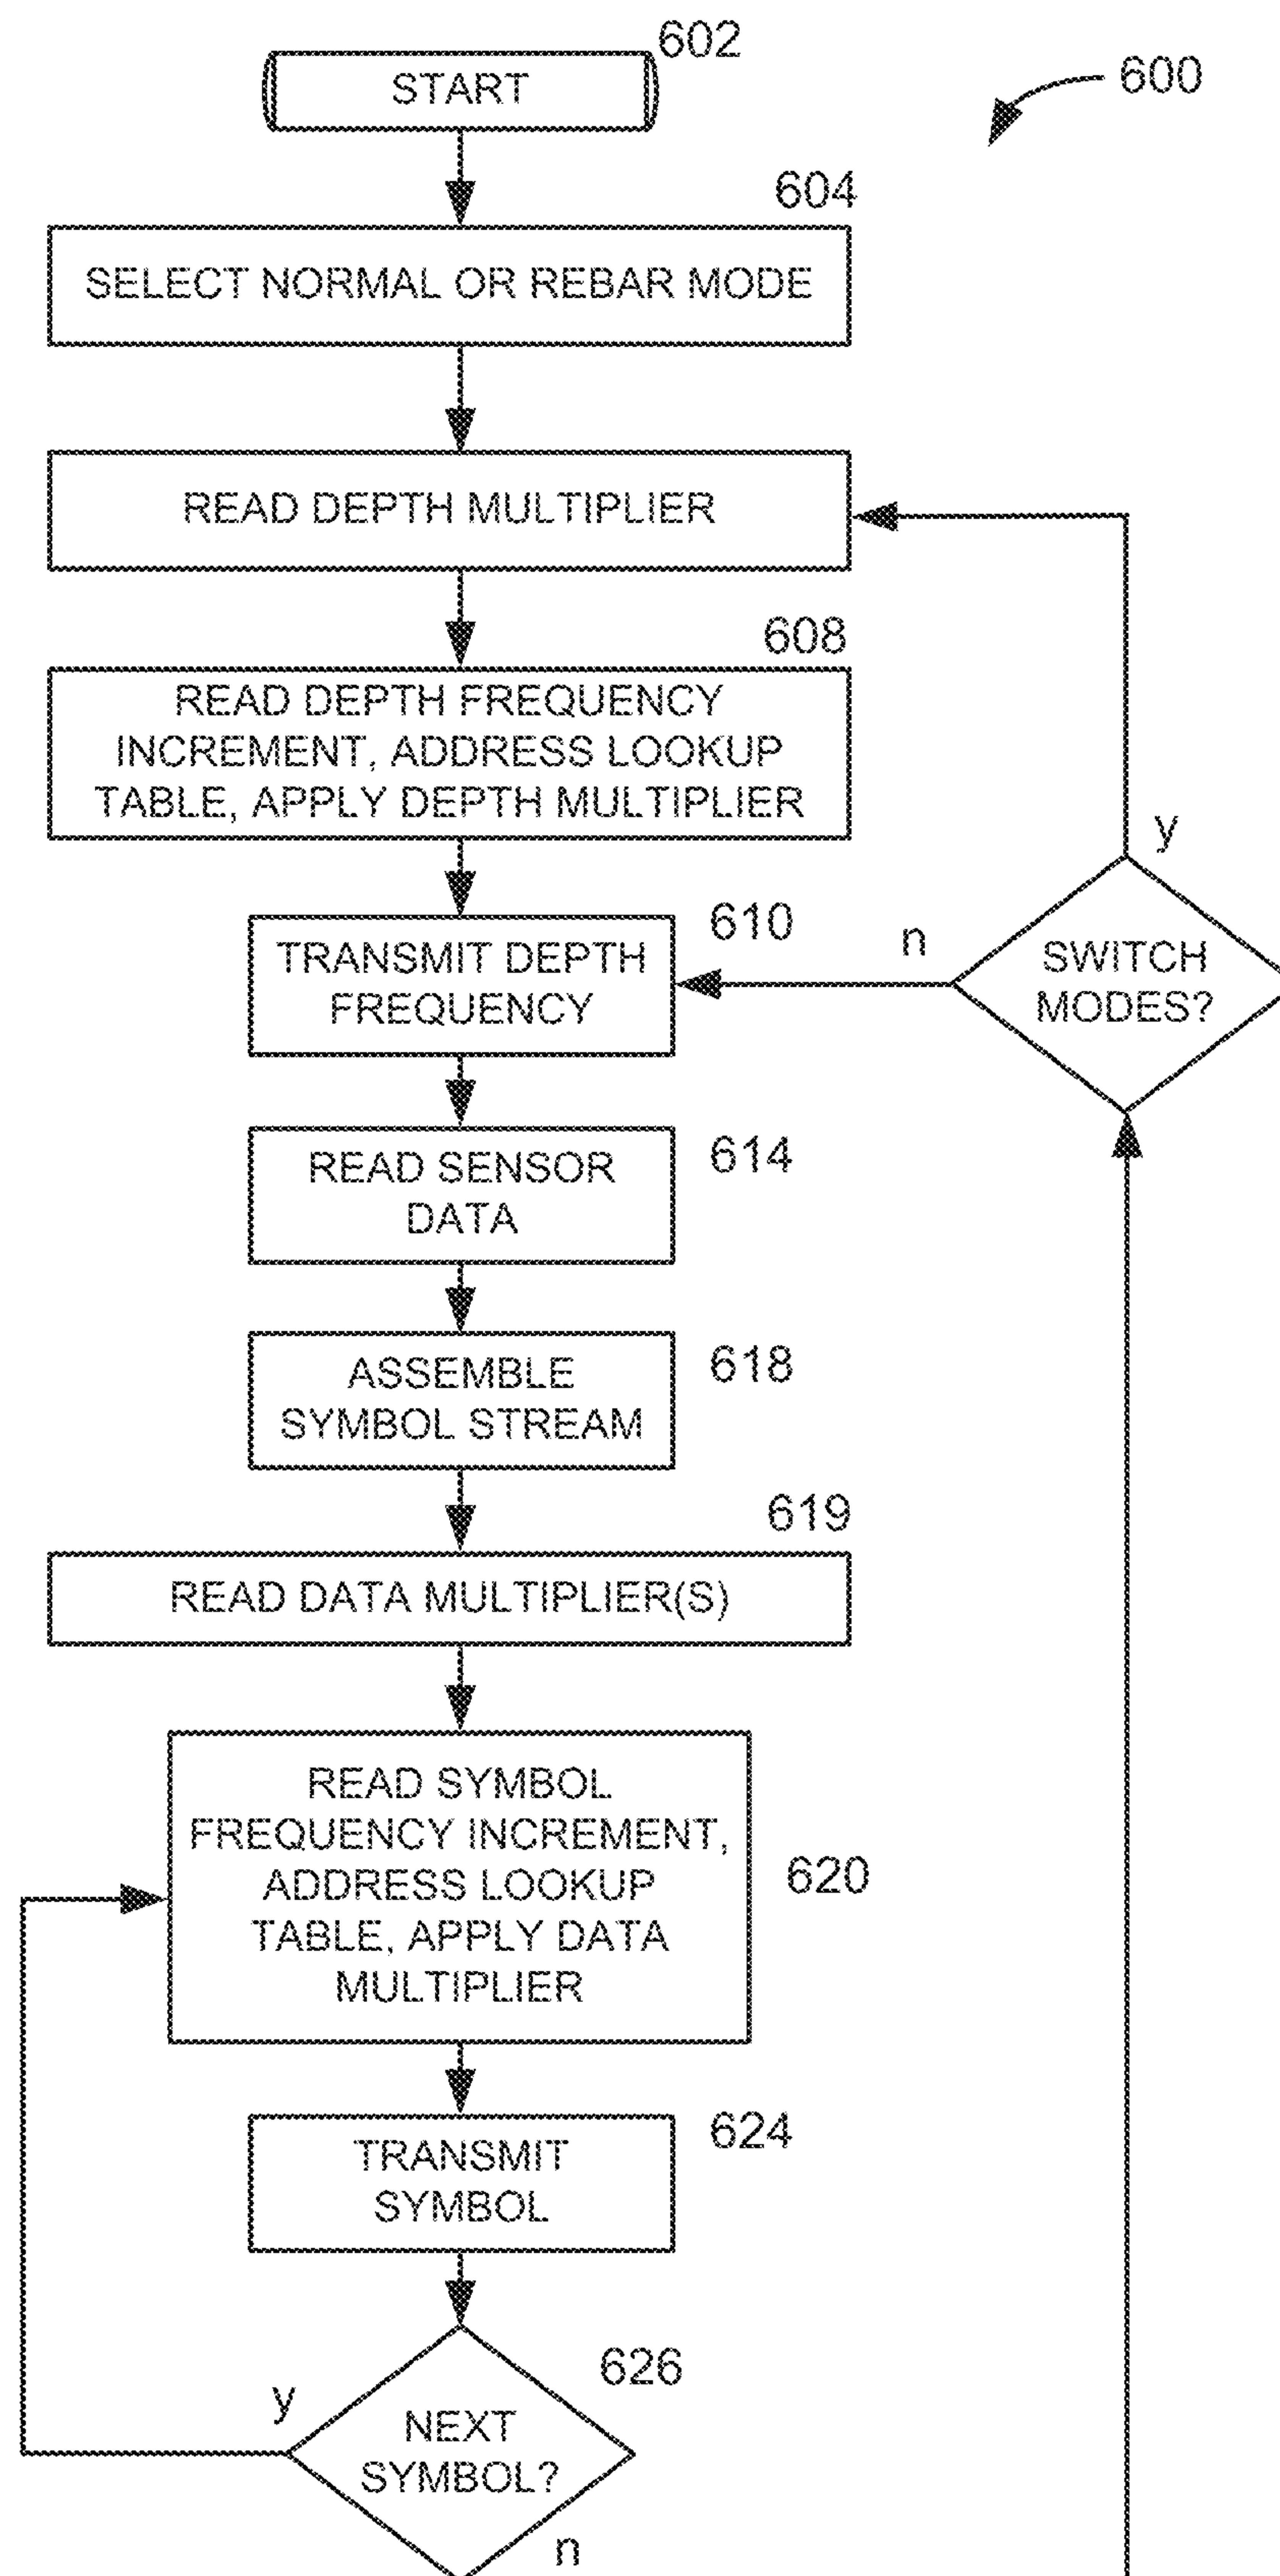 602
START
600
604
SELECT NORMAL OR REBAR MODE
READ DEPTH MULTIPLIER
608
READ DEPTH FREQUENCY
INCREMENT, ADDRESS LOOKUP
TABLE, APPLY DEPTH MULTIPLIER
y
610
n
TRANSMIT DEPTH
FREQUENCY
SWITCH
MODES?
614
READ SENSOR
DATA
618
ASSEMBLE
SYMBOL STREAM
619
READ DATA MULTIPLIER(S)
READ SYMBOL
FREQUENCY INCREMENT,
ADDRESS LOOKUP
TABLE, APPLY DATA
MULTIPLIER
620
624
TRANSMIT
SYMBOL
626
y
NEXT
SYMBOL?
n